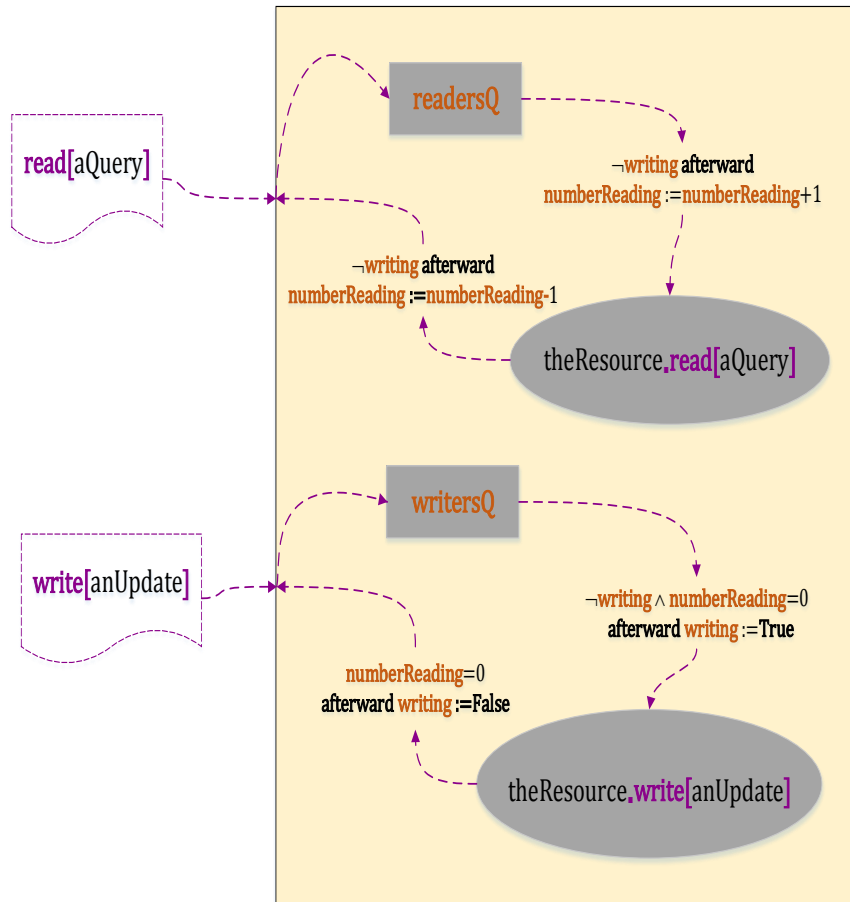 readersQ
read[aQuery]
¬writing afterward
numberReading :=numberReading+1
¬writing afterward
numberReading :=numberReading-1
theResource.read[aQuery]
writersQ
write[anUpdate]
¬writing ∧ numberReading=0
afterward writing :=True
numberReading=0
afterward writing :=False
theResource.write[anUpdate]